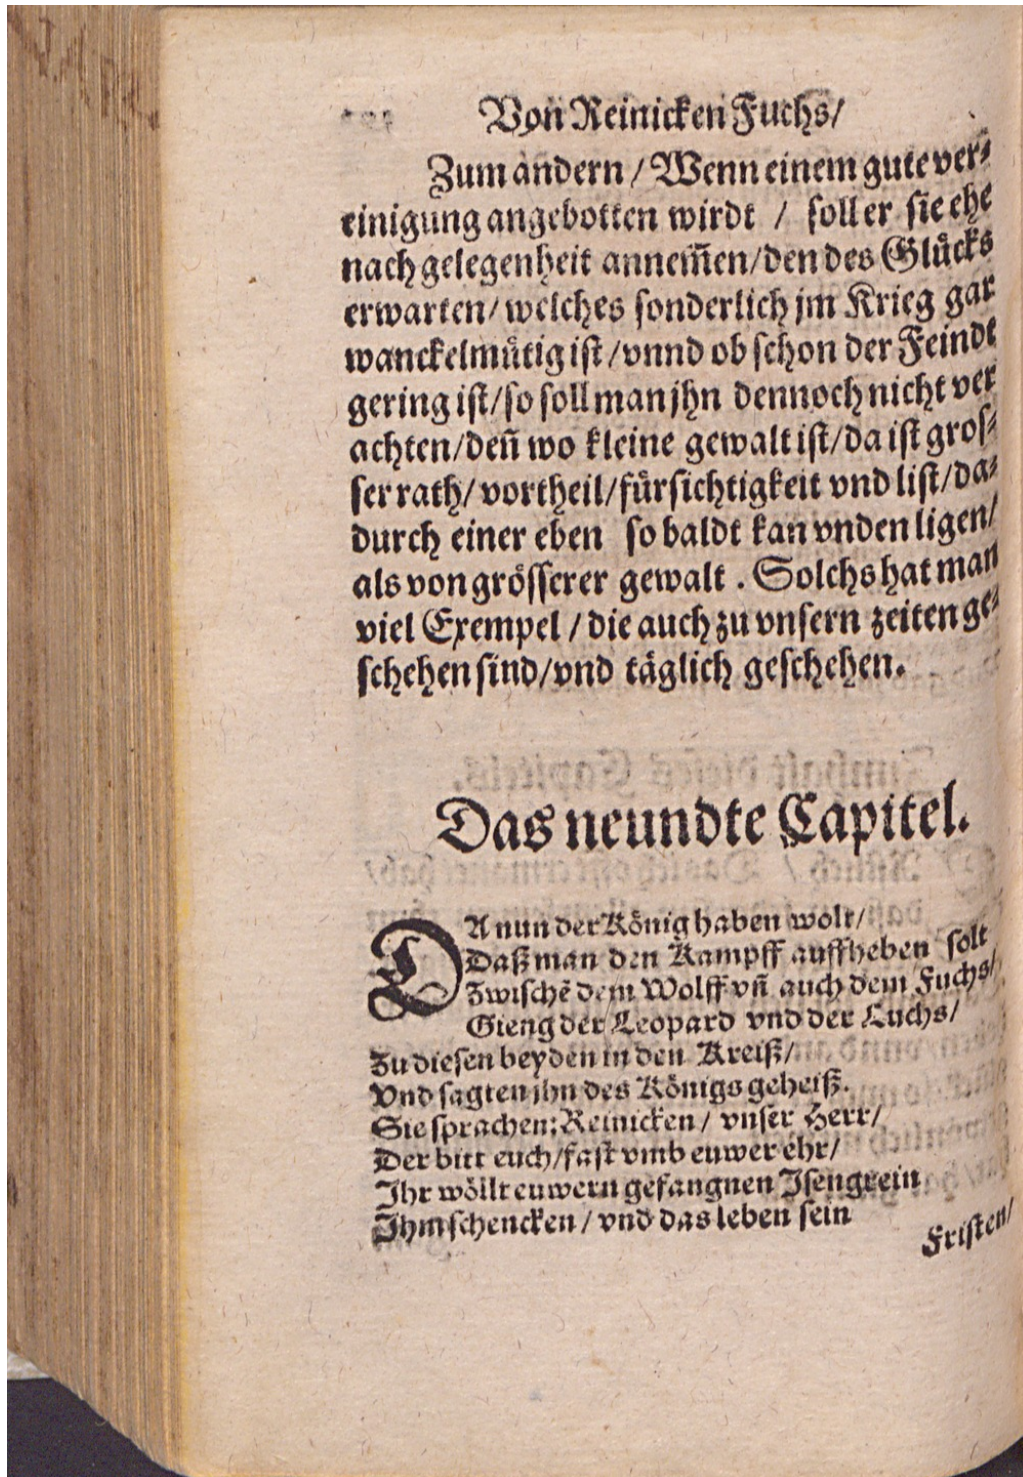 Von Reinicken Fuchs/
Zum andern / Wenn einem gute ver⸗
einigung angebotten wirdt / soll er sie ehe
nach gelegenheit annem̃en/den des Glücks
erwarten/ welches sonderlich jm Krieg gar
wanckelmütig ist /vnnd ob schon der Feindt
gering ist/so soll man jhn dennoch nicht ver
achten/deñ wo kleine gewalt ist/da ist gros⸗
ser rath/ vortheil/fürsichtigkeit vnd list/da⸗
durch einer eben so baldt kan vnden ligen/
als von grösserer gewalt . Solchs hat man
viel Exempel / die auch zu vnsern zeiten ge⸗
schehen sind/vnd täglich geschehen.
Das neundte Capitel.
DA nun der König haben wolt/
Daß man den Kampff auffheben solt
Zwischẽ dem Wolff vñ auch dem Fuchs/
Gieng der Leopard vnd der Luchs/
Zu diesen beyden in den Kreiß/
Vnd sagten jhn des Königs geheiß.
Sie sprachen: Reinicken / vnser Herr/
Der bitt euch/fast vmb euwer ehr/
Ihr wöllt euwern gefangnen Isengrein
Ihm schencken / vnd das leben sein
Fristen/